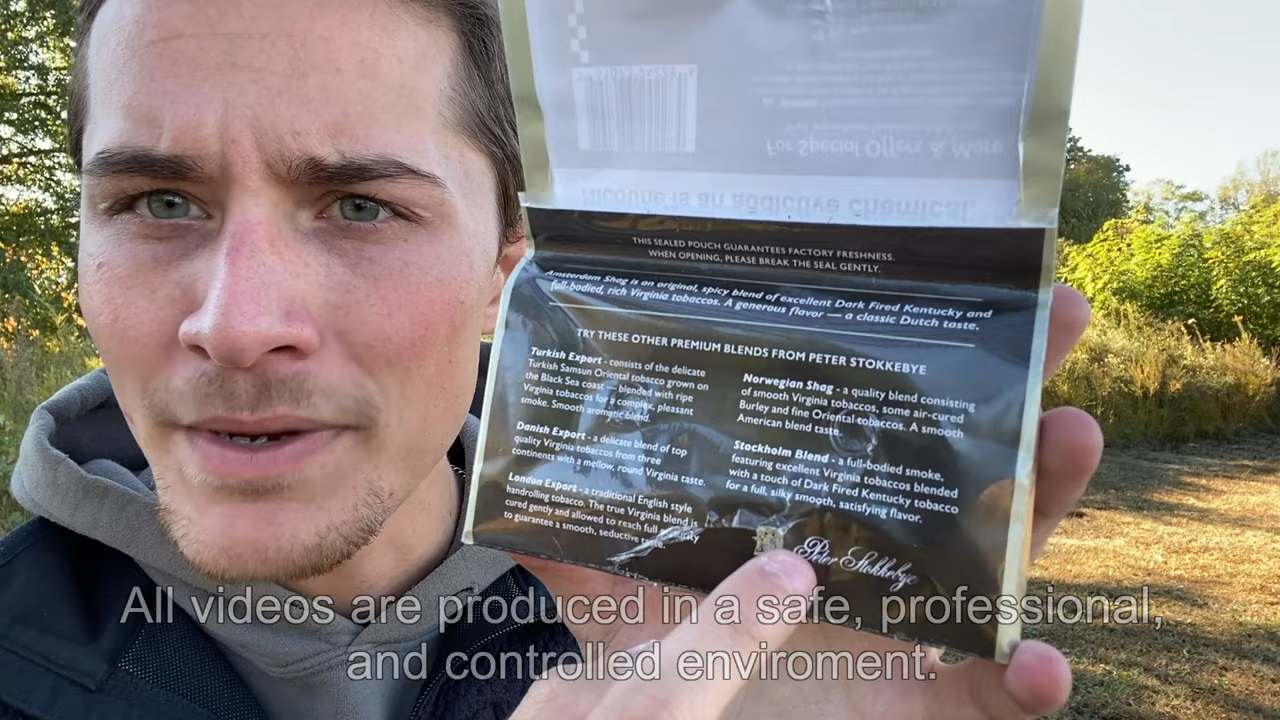 For Special Offers & More
Nicotine is an addictive chemical.
THIS SEALED POUCH GUARANTEES FACTORY FRESHNESS.
WHEN OPENING, PLEASE BREAK THE SEAL GENTLY.
Amsterdam Shag is an original, spicy blend of excellent Dark Fired Kentucky and
full-bodied, rich Virginia tobaccos. A generous flavor — a classic Dutch taste.
TRY THESE OTHER PREMIUM BLENDS FROM PETER STOKKEBYE
Turkish Export - consists of the delicate
Turkish Samsun Oriental tobacco grown on
the Black Sea coast — blended with ripe
Virginia tobaccos for a complex, pleasant
smoke. Smooth aromatic blend.
Danish Export - a delicate blend of top
quality Virginia tobaccos from three
continents with a mellow, round Virginia taste.
London Export - a traditional English style
handrolling tobacco. The true Virginia blend is
cured gently and allowed to reach full
to guarantee a smooth, seductive taste.
Norwegian Shag - a quality blend consisting
of smooth Virginia tobaccos, some air-cured
Burley and fine Oriental tobaccos. A smooth
American blend taste.
Stockholm Blend - a full-bodied smoke,
featuring excellent Virginia tobaccos blended
with a touch of Dark Fired Kentucky tobacco
for a full, silky smooth, satisfying flavor.
Peter Stokkebye
All videos are produced in a safe, professional,
and controlled enviroment.